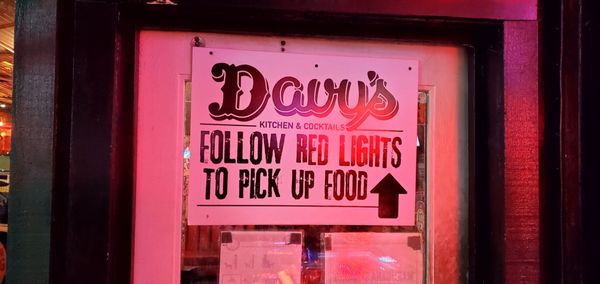 Davy's
KITCHEN & COCKTAILS
FOLLOW RED LIGHTS
TO PICK UP FOOD